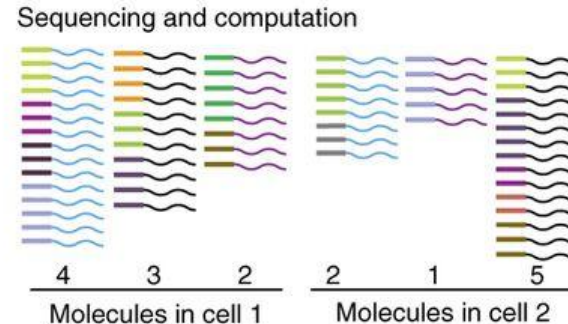 Sequencing and computation
4 3 2 2 1 5
Molecules in cell 1 Molecules in cell 2